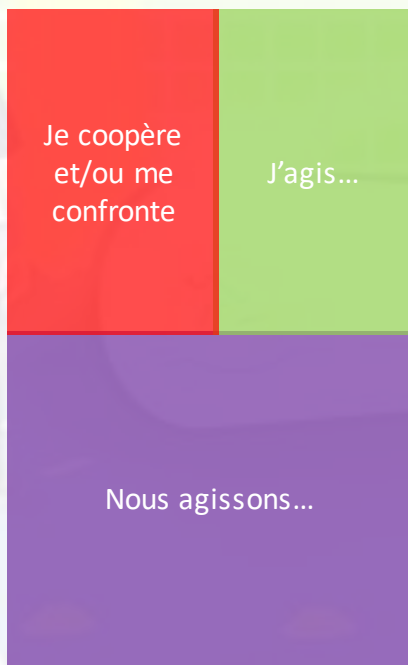 Je coopère
et/ou me
confronte
J’agis…
Nous agissons…